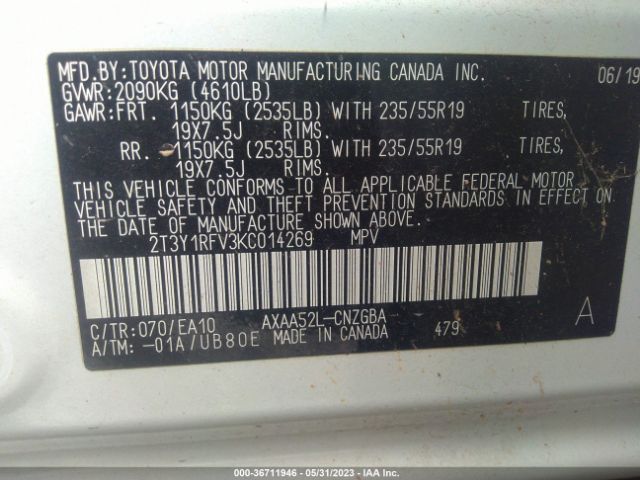 MFD.BY:TOYOTA MOTOR MANUFACTURING CANADA INC. 06/19
GVWR:2090KG (4610LB)
GAWR:FRT. 1150KG (2535LB) WITH 235/55R19 TIRES,
19X7.5J RIMS.
RR. 1150KG (2535LB) WITH 235/55R19 TIRES,
19X7.5J RIMS.
THIS VEHICLE CONFORMS TO ALL APPLICABLE FEDERAL MOTOR
VEHICLE SAFETY AND THEFT PREVENTION STANDARDS IN EFFECT ON
THE DATE OF MANUFACTURE SHOWN ABOVE.
2T3Y1RFV3KC014269 MPV
C/TR:070/EA10 AXAA52L-CNZGBA A
A/TM:-01A/UB80E MADE IN CANADA 479
000-36711946 - 05/31/2023 - IAA Inc.